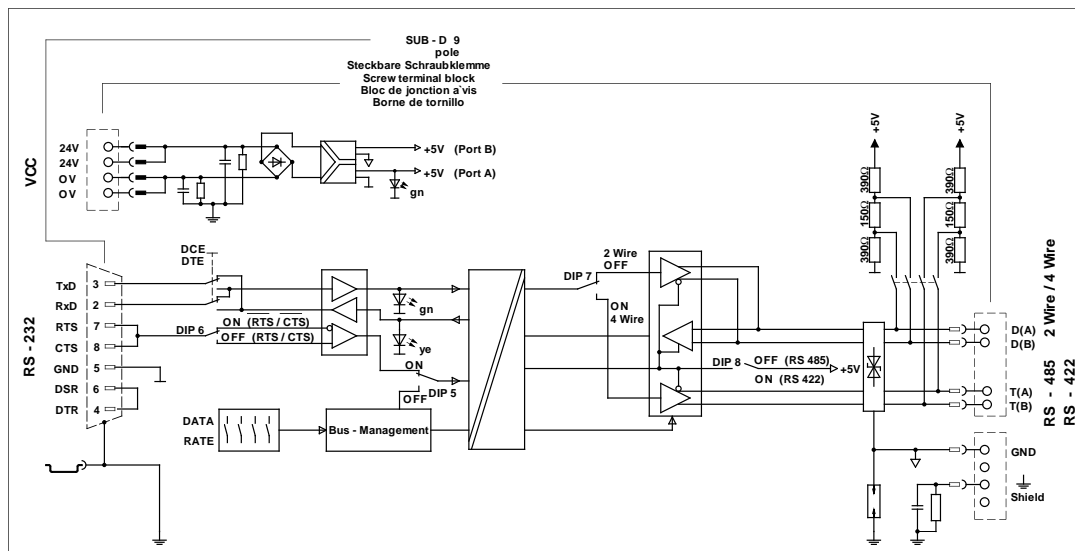 SUB - D 9
pole
Steckbare Schraubklemme
Screw terminal block
Bloc de jonction a`vis
Borne de tornillo
VCC
24V
24V
OV
OV
+5V (Port B)
+5V (Port A)
gn
+5V
+5V
390Ω
150Ω
390Ω
390Ω
150Ω
390Ω
RS - 232
TxD 3
RxD 2
RTS 7
CTS 8
GND 5
DSR 6
DTR 4
DCE
DTE
DIP 6
ON (RTS / CTS)
OFF (RTS / CTS)
gn
ye
ON
OFF
DIP 5
DATA
RATE
Bus - Management
2 Wire
OFF
DIP 7
ON
4 Wire
DIP 8
OFF (RS 485)
+5V
ON (RS 422)
D(A)
D(B)
T(A)
T(B)
GND
Shield
RS - 485 2 Wire / 4 Wire
RS - 422